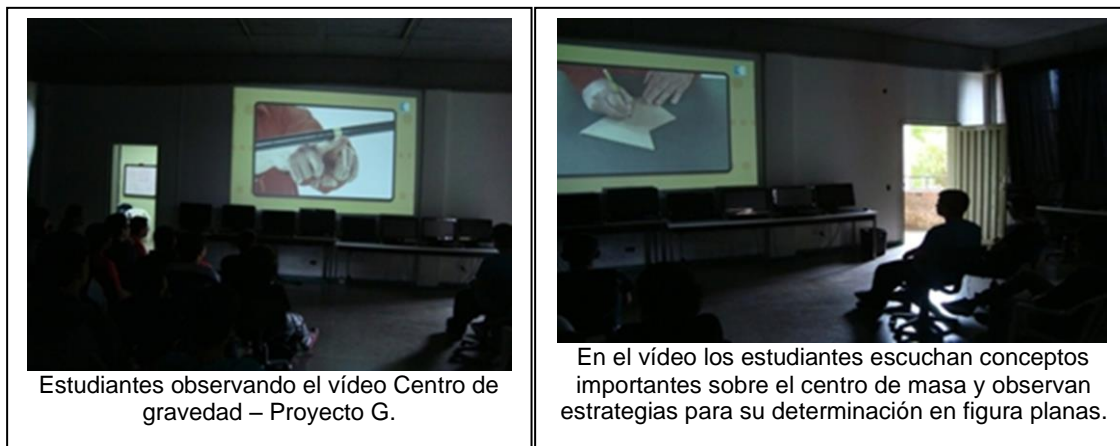 Estudiantes observando el vídeo Centro de
gravedad – Proyecto G.
En el vídeo los estudiantes escuchan conceptos
importantes sobre el centro de masa y observan
estrategias para su determinación en figura planas.